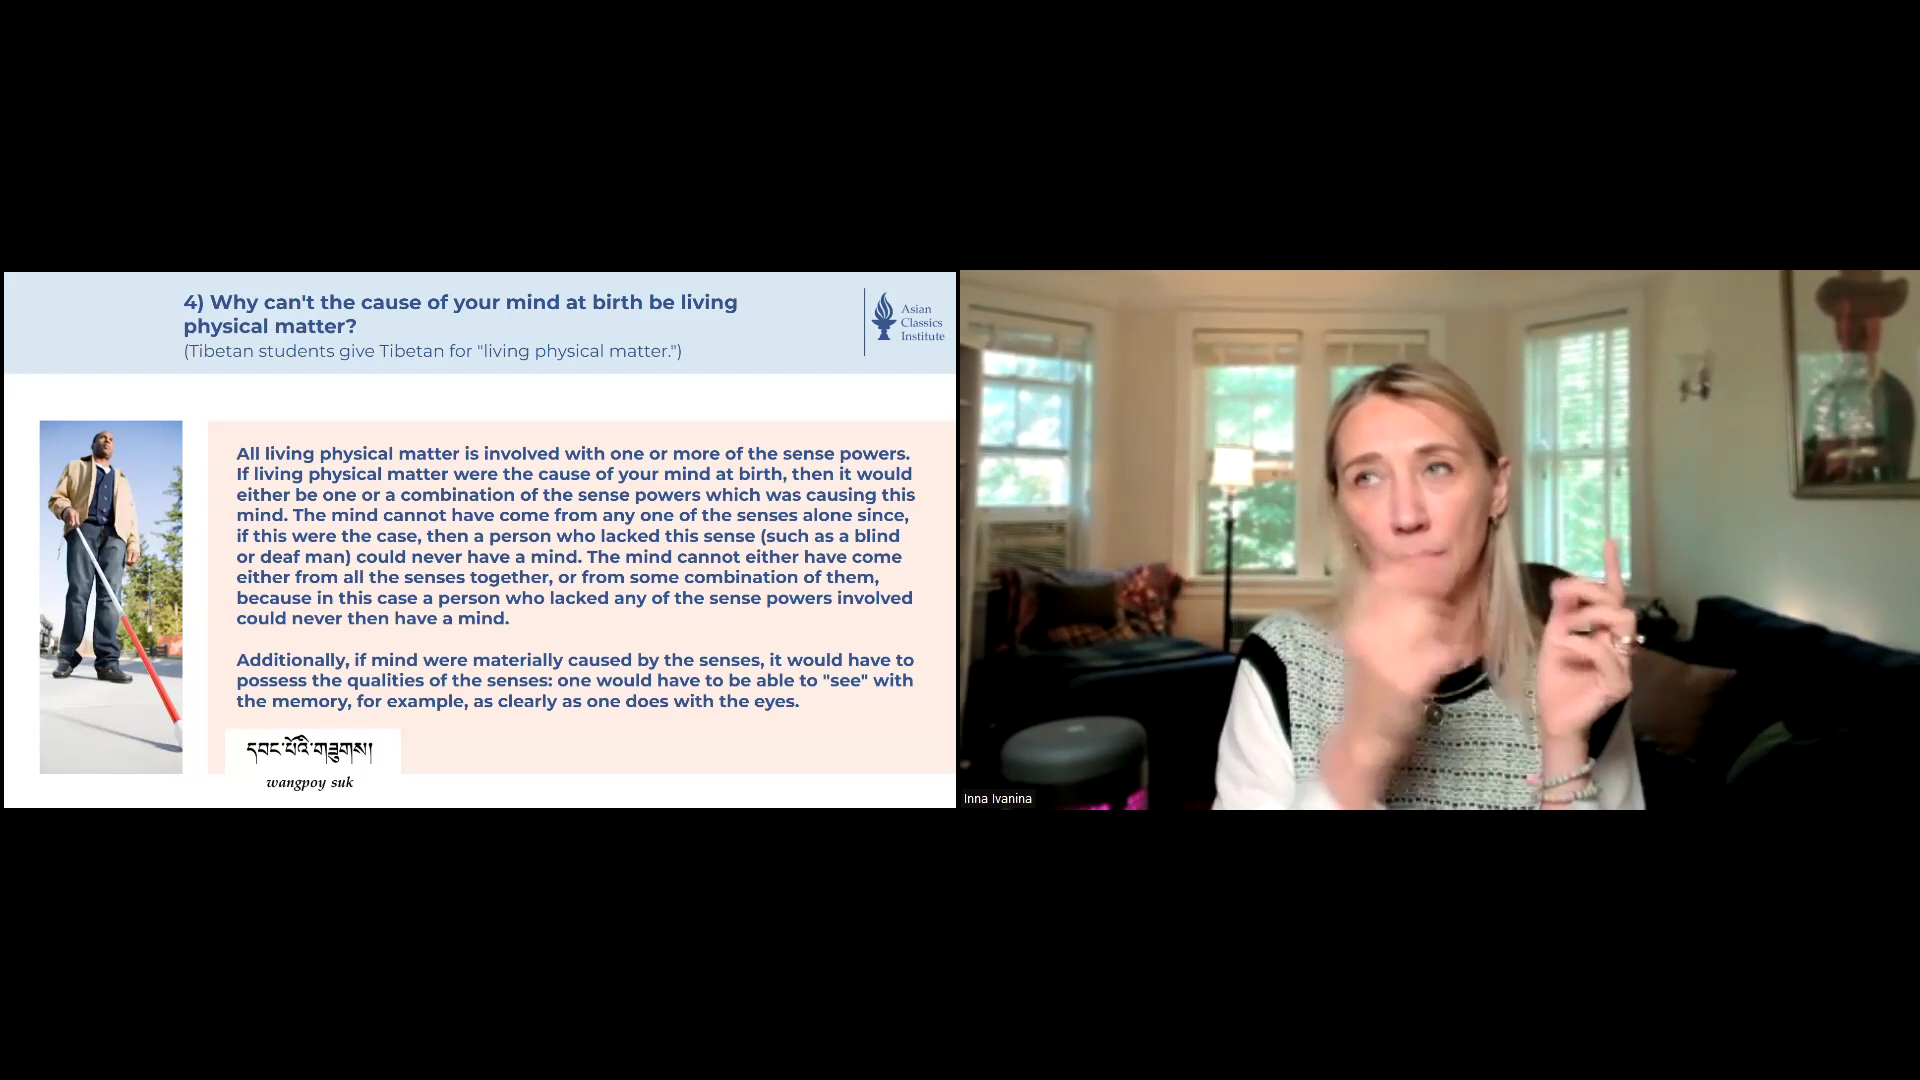 4) Why can't the cause of your mind at birth be living
physical matter?
(Tibetan students give Tibetan for "living physical matter.")
Asian
Classics
Institute
All living physical matter is involved with one or more of the sense powers.
If living physical matter were the cause of your mind at birth, then it would
either be one or a combination of the sense powers which was causing this
mind. The mind cannot have come from any one of the senses alone since,
if this were the case, then a person who lacked this sense (such as a blind
or deaf man) could never have a mind. The mind cannot either have come
either from all the senses together, or from some combination of them,
because in this case a person who lacked any of the sense powers involved
could never then have a mind.
Additionally, if mind were materially caused by the senses, it would have to
possess the qualities of the senses: one would have to be able to "see" with
the memory, for example, as clearly as one does with the eyes.
དབང་པོའི་གཟུགས།
wangpoy suk
Inna Ivanina